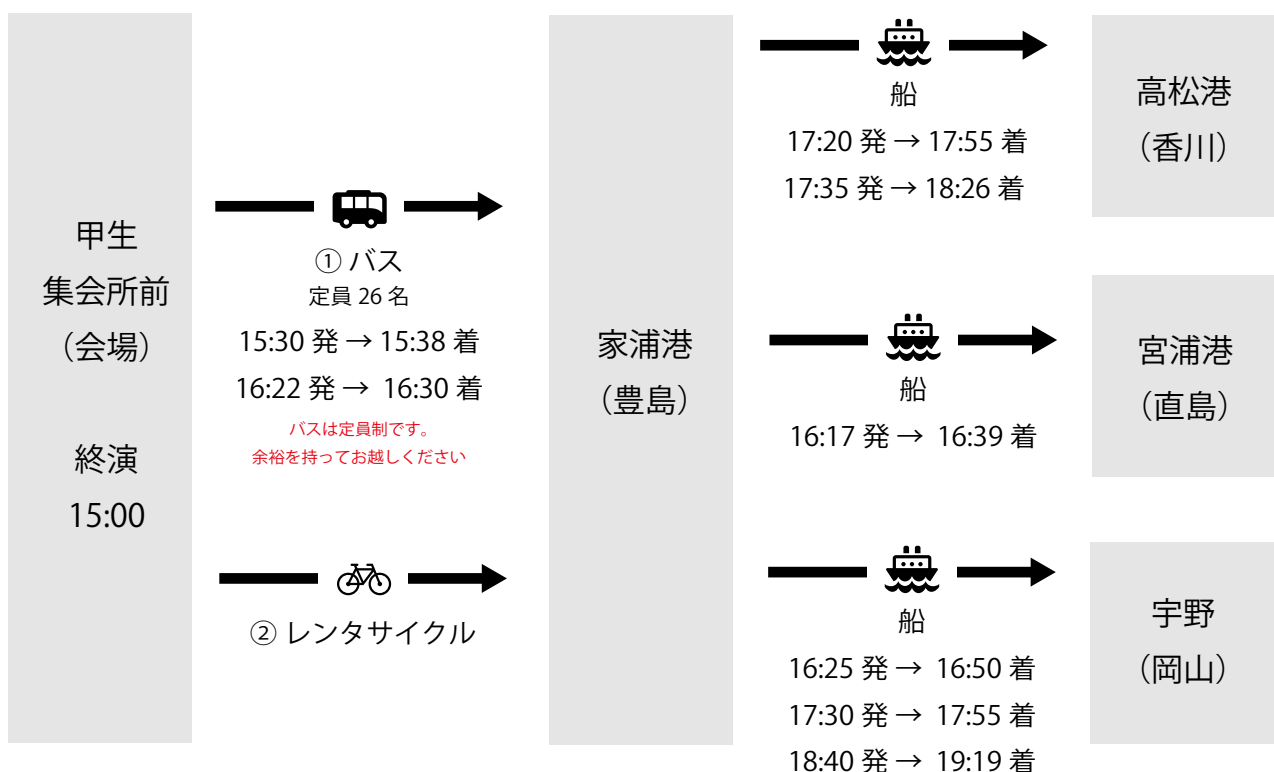 甲生
集会所前
（会場）
終演
15:00
① バス
定員 26 名
15:30 発 → 15:38 着
16:22 発 → 16:30 着
バスは定員制です。
余裕を持ってお越しください
② レンタサイクル
家浦港
（豊島）
船
17:20 発 → 17:55 着
17:35 発 → 18:26 着
高松港
（香川）
船
16:17 発 → 16:39 着
宮浦港
（直島）
船
16:25 発 → 16:50 着
17:30 発 → 17:55 着
18:40 発 → 19:19 着
宇野
（岡山）